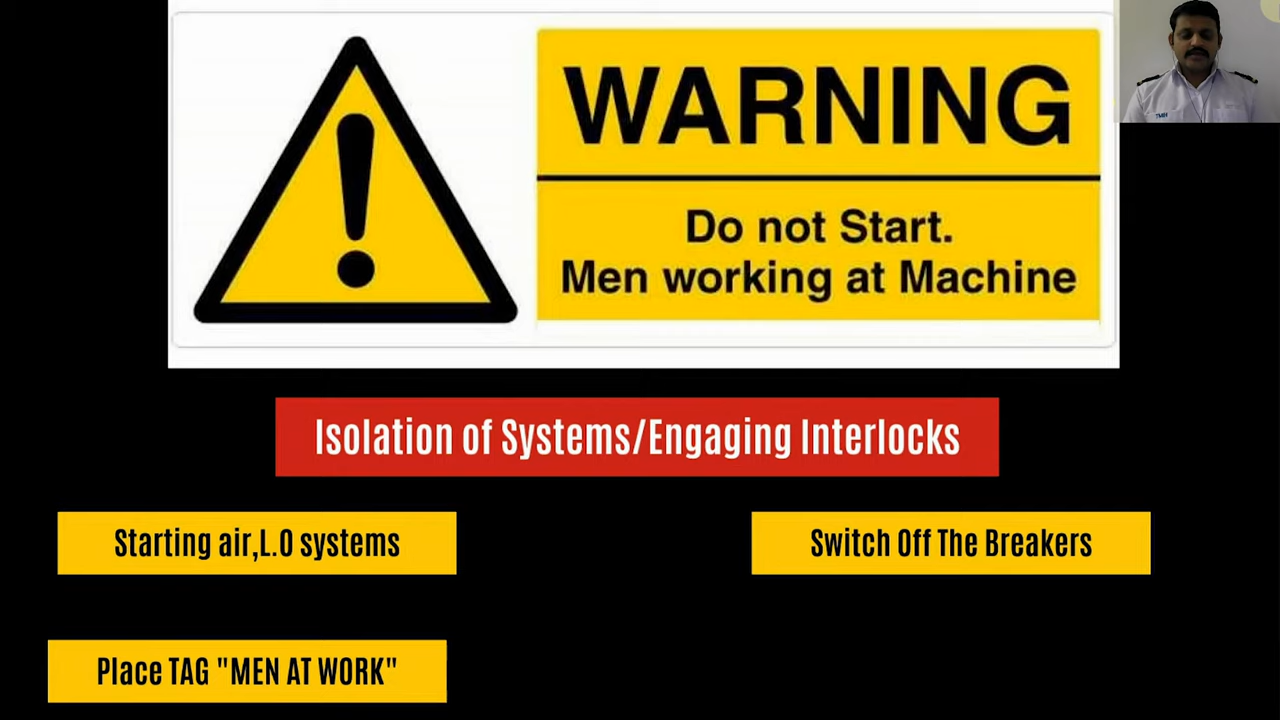 WARNING
Do not Start.
Men working at Machine
Isolation of Systems/Engaging Interlocks
Starting air,L.O systems
Switch Off The Breakers
Place TAG "MEN AT WORK"